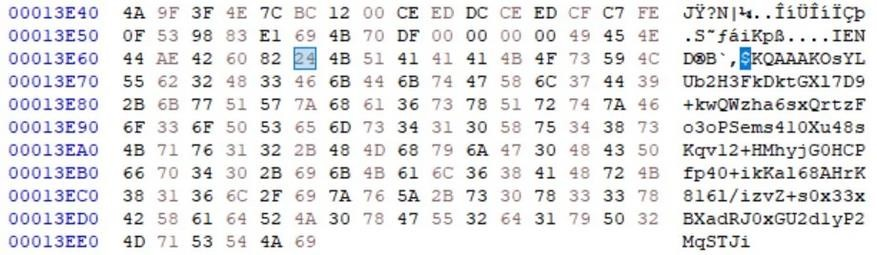 00013E40 4A 9F 3F 4E 7C BC 12 00 CE ED DC CE ED CF C7 FE JŸ?N|¼..ÎíÜÎíÏÇþ
00013E50 0F 53 98 83 E1 69 4B 70 DF 00 00 00 00 49 45 4E .S˜ƒáiKpß....IEN
00013E60 44 AE 42 60 82 24 4B 51 41 41 41 4B 4F 73 59 4C D®B`‚$KQAAAKOsYL
00013E70 55 62 32 48 33 46 6B 44 6B 74 47 58 6C 37 44 39 Ub2H3FkDktGXl7D9
00013E80 2B 6B 77 51 57 7A 68 61 36 73 78 51 72 74 7A 46 +kwQWzha6sxQrtzF
00013E90 6F 33 6F 50 53 65 6D 73 34 31 30 58 75 34 38 73 o3oPSems410Xu48s
00013EA0 4B 71 76 31 32 2B 48 4D 68 79 6A 47 30 48 43 50 Kqv12+HMhyjG0HCP
00013EB0 66 70 34 30 2B 69 6B 4B 61 6C 36 38 41 48 72 4B fp40+ikKal68AHrK
00013EC0 38 31 36 6C 2F 69 7A 76 5A 2B 73 30 78 33 33 78 816l/izvZ+s0x33x
00013ED0 42 58 61 64 52 4A 30 78 47 55 32 64 31 79 50 32 BXadRJ0xGU2d1yP2
00013EE0 4D 71 53 54 4A 69 MqSTJi